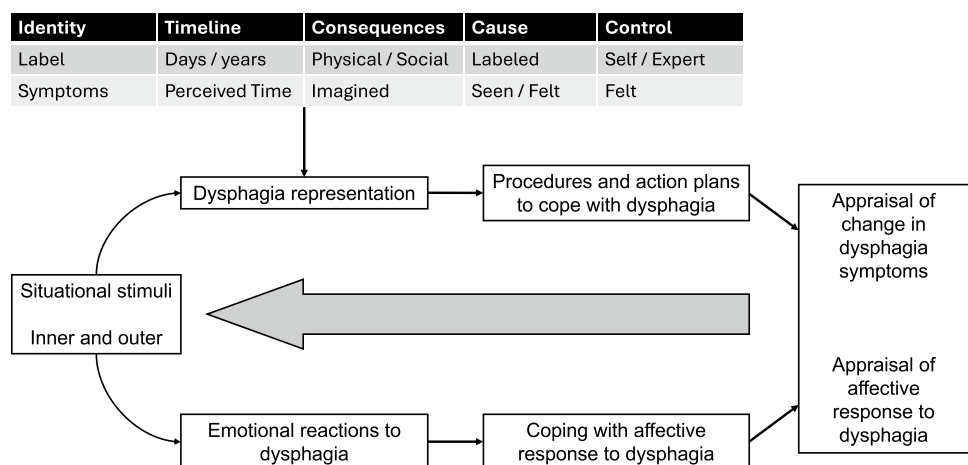 Identity Timeline Consequences Cause Control
Label Days / years Physical / Social Labeled Self / Expert
Symptoms Perceived Time Imagined Seen / Felt Felt
Dysphagia representation
Procedures and action plans
to cope with dysphagia
Appraisal of
change in
dysphagia
symptoms
Situational stimuli
Inner and outer
Appraisal of
affective
response to
dysphagia
Emotional reactions to
dysphagia
Coping with affective
response to dysphagia